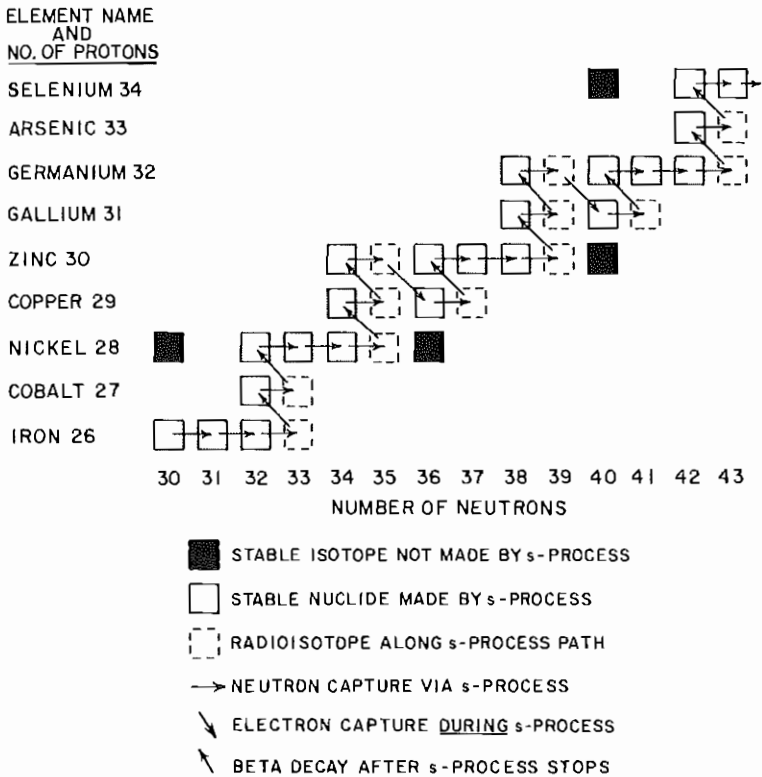 ELEMENT NAME
AND
NO. OF PROTONS
SELENIUM 34
ARSENIC 33
GERMANIUM 32
GALLIUM 31
ZINC 30
COPPER 29
NICKEL 28
COBALT 27
IRON 26
30 31 32 33 34 35 36 37 38 39 40 41 42 43
NUMBER OF NEUTRONS
STABLE ISOTOPE NOT MADE BY s-PROCESS
STABLE NUCLIDE MADE BY s-PROCESS
RADIOISOTOPE ALONG s-PROCESS PATH
NEUTRON CAPTURE VIA s-PROCESS
ELECTRON CAPTURE DURING s-PROCESS
BETA DECAY AFTER s-PROCESS STOPS